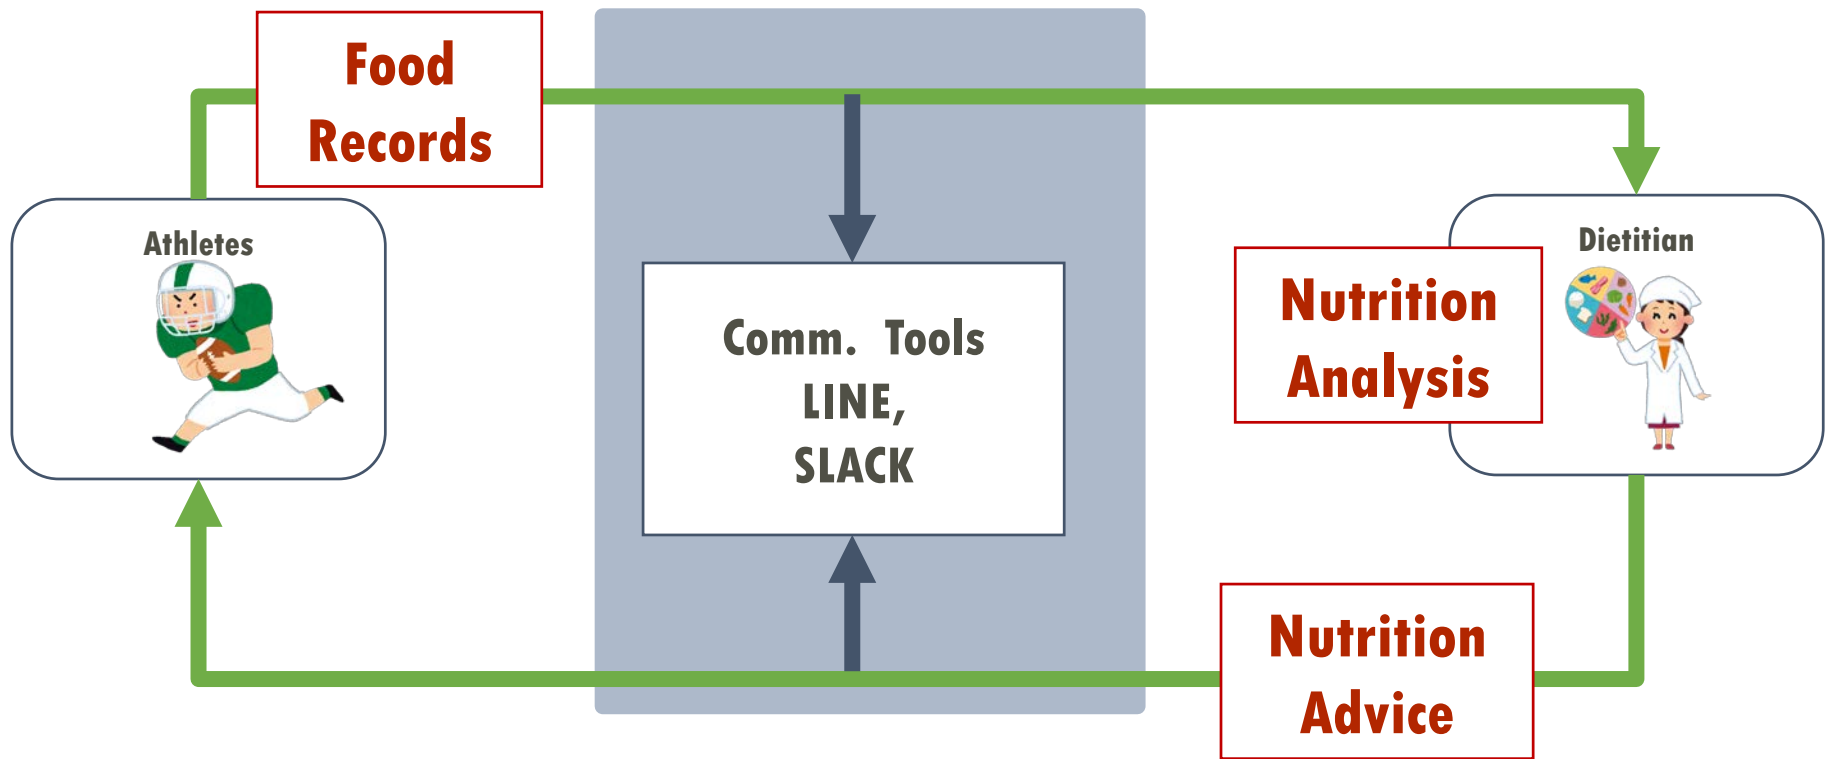 Food
Records
Athletes
Comm. Tools
LINE,
SLACK
Dietitian
Nutrition
Analysis
Nutrition
Advice